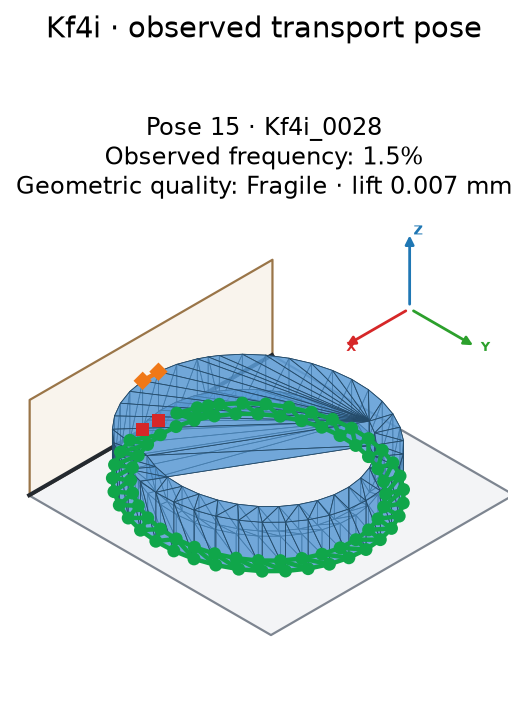 Kf4i · observed transport pose
Pose 15 · Kf4i_0028
Observed frequency: 1.5%
Geometric quality: Fragile · lift 0.007 mm
Z
X
Y